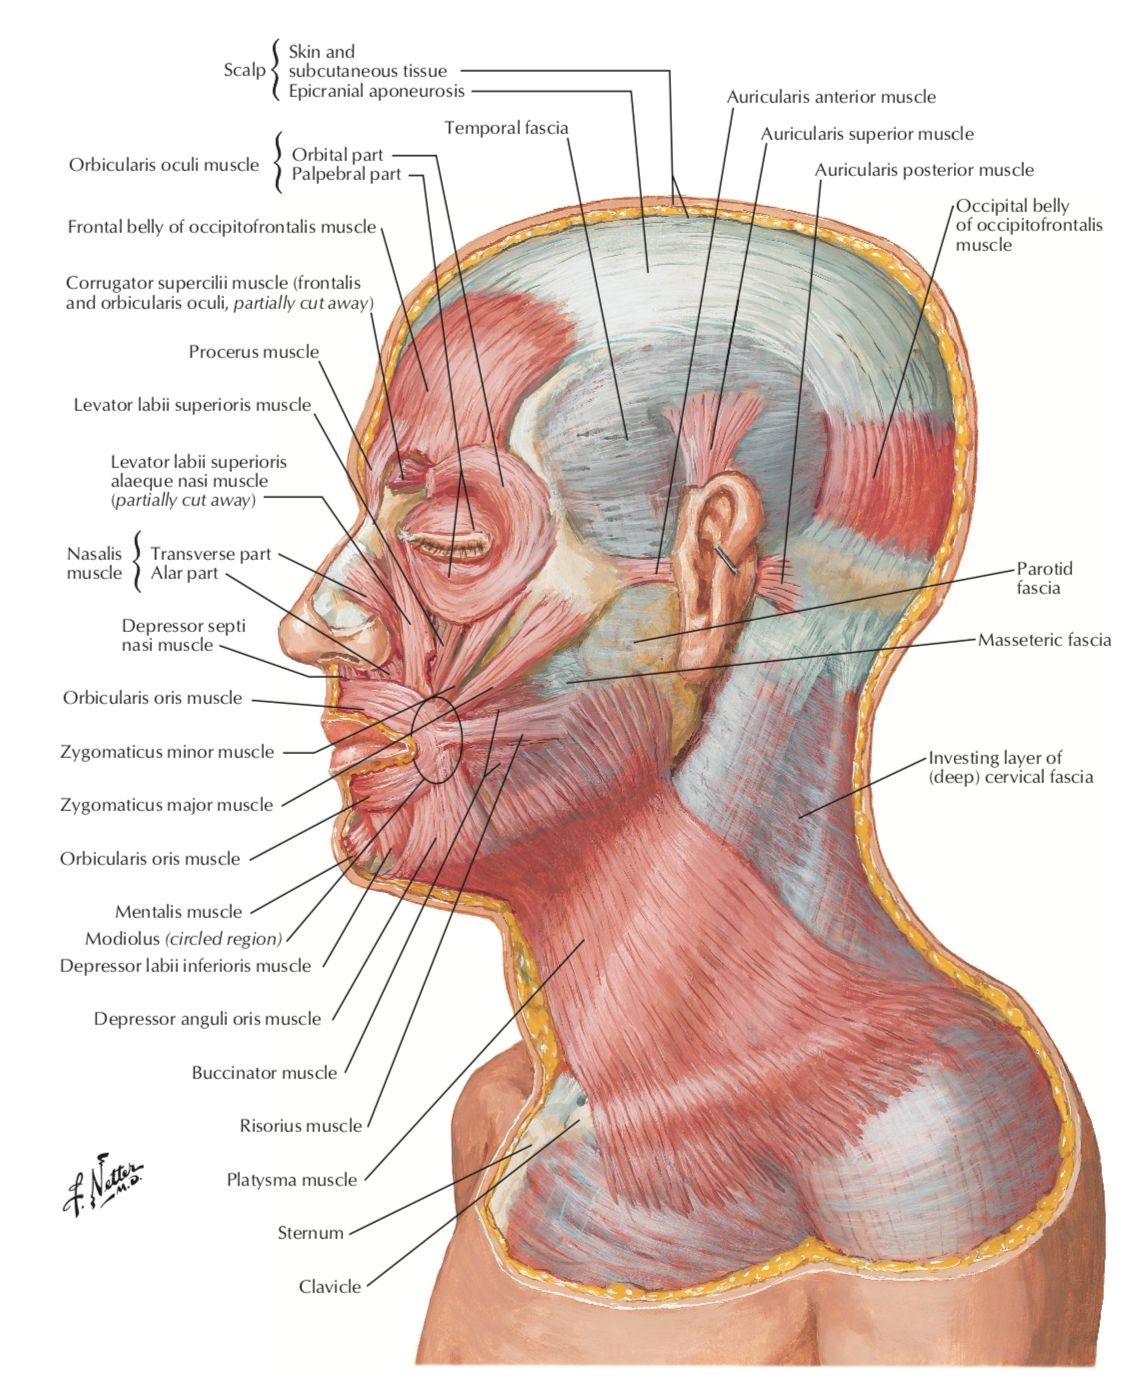 Scalp
Skin and
subcutaneous tissue
Epicranial aponeurosis
Temporal fascia
Auricularis anterior muscle
Auricularis superior muscle
Auricularis posterior muscle
Occipital belly
of occipitofrontalis
muscle
Orbicularis oculi muscle
Orbital part
Palpebral part
Frontal belly of occipitofrontalis muscle
Corrugator supercilii muscle (frontalis
and orbicularis oculi, partially cut away)
Procerus muscle
Levator labii superioris muscle
Levator labii superioris
alaeque nasi muscle
(partially cut away)
Nasalis
muscle
Transverse part
Alar part
Depressor septi
nasi muscle
Orbicularis oris muscle
Zygomaticus minor muscle
Zygomaticus major muscle
Orbicularis oris muscle
Mentalis muscle
Modiolus (circled region)
Depressor labii inferioris muscle
Depressor anguli oris muscle
Buccinator muscle
Risorius muscle
Platysma muscle
Sternum
Clavicle
Parotid
fascia
Masseteric fascia
Investing layer of
(deep) cervical fascia
F. Netter
M.D.